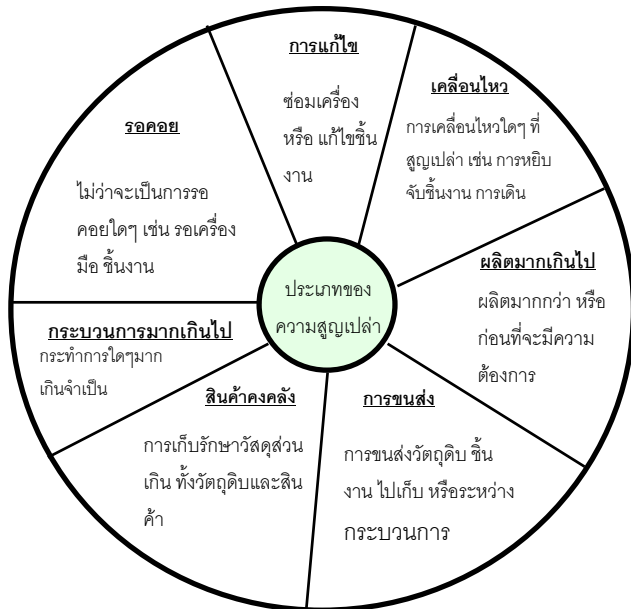 การแก้ไข
ซ่อมเครื่อง
หรือ แก้ไขชิ้น
งาน
เคลื่อนไหว
การเคลื่อนไหวใดๆ ที่
สูญเปล่า เช่น การหยิบ
จับชิ้นงาน การเดิน
ผลิตมากเกินไป
ผลิตมากกว่า หรือ
ก่อนที่จะมีความ
ต้องการ
การขนส่ง
การขนส่งวัตถุดิบ ชิ้น
งาน ไปเก็บ หรือระหว่าง
กระบวนการ
สินค้าคงคลัง
การเก็บรักษาวัสดุส่วน
เกิน ทั้งวัตถุดิบและสิน
ค้า
กระบวนการมากเกินไป
กระทำการใดๆมาก
เกินจำเป็น
รอคอย
ไม่ว่าจะเป็นการรอ
คอยใดๆ เช่น รอเครื่อง
มือ ชิ้นงาน
ประเภทของ
ความสูญเปล่า